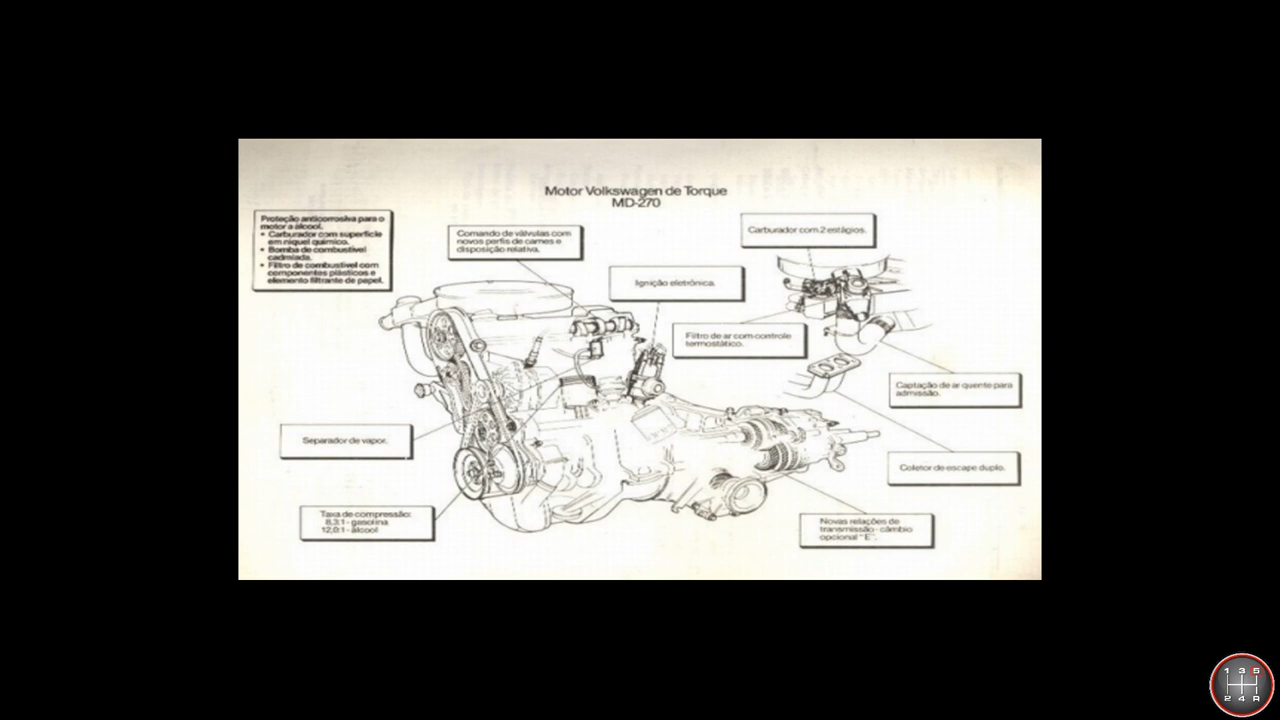 Motor Volkswagen de Torque
MD-270
Proteção anticorrosiva para o
motor a álcool.
• Carburador com superfície
em níquel químico.
• Bomba de combustível
cadmiada.
• Filtro de combustível com
componentes plásticos e
elemento filtrante de papel.
Comando de válvulas com
novos perfis de cames e
disposição relativa.
Ignição eletrônica.
Carburador com 2 estágios.
Filtro de ar com controle
termostático.
Captação de ar quente para
admissão.
Separador de vapor.
Coletor de escape duplo.
Taxa de compressão:
8,3:1 - gasolina
12,0:1 - álcool
Novas relações de
transmissão - câmbio
opcional "E".
1 3 5
2 4 R